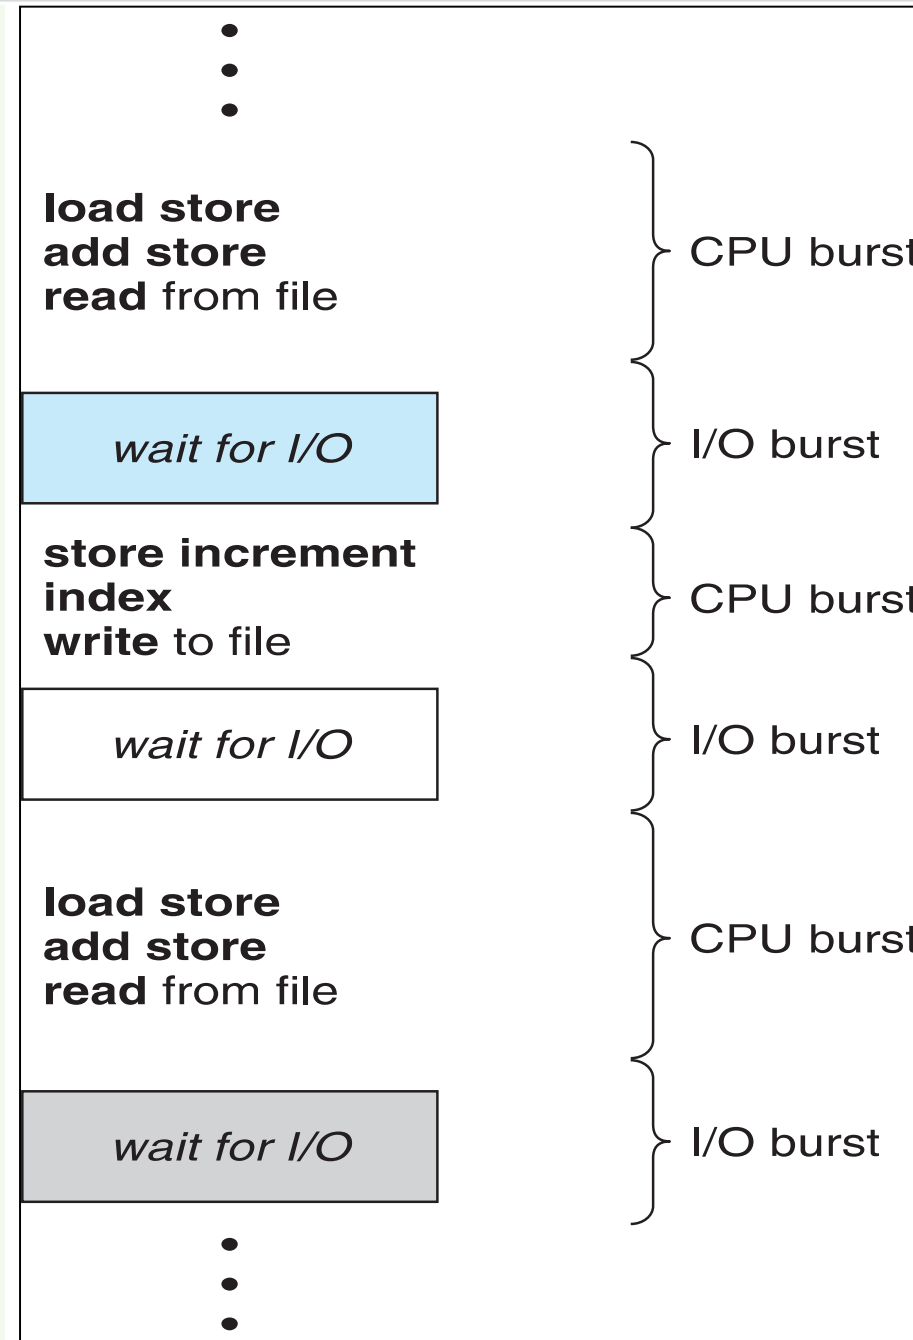 load store
add store
read from file
CPU burst
wait for I/O
I/O burst
store increment
index
write to file
CPU burst
wait for I/O
I/O burst
load store
add store
read from file
CPU burst
wait for I/O
I/O burst